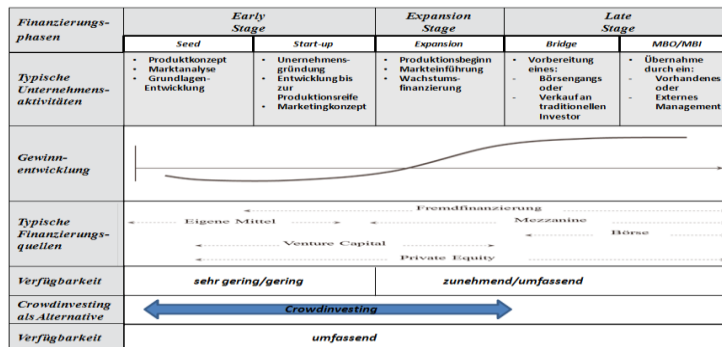 Finanzierungs-
phasen
Early
Stage
Expansion
Stage
Late
Stage
Seed
Start-up
Expansion
Bridge
MBO/MBI
Typische
Unternehmens-
aktivitäten
• Produktkonzept
• Marktanalyse
• Grundlagen-
Entwicklung
• Unernehmens-
gründung
• Entwicklung bis
zur
Produktionsreife
• Marketingkonzept
• Produktionsbeginn
• Markteinführung
• Wachstums-
finanzierung
• Vorbereitung
eines:
- Börsengangs
oder
- Verkauf an
traditionellen
Investor
• Übernahme
durch ein:
- Vorhandenes
oder
- Externes
Management
Gewinn-
entwicklung
Typische
Finanzierungs-
quellen
Fremdfinanzierung
Eigene Mittel
Mezzanine
Börse
Venture Capital
Private Equity
Verfügbarkeit
sehr gering/gering
zunehmend/umfassend
Crowdinvesting
als Alternative
Crowdinvesting
Verfügbarkeit
umfassend